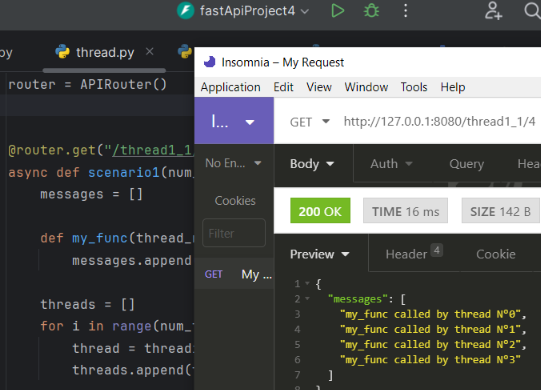 fastApiProject4
.py
thread.py
Insomnia – My Request
router = APIRouter()
Application Edit View Window Tools Help
I...
GET http://127.0.0.1:8080/thread1_1/4
@router.get("/thread1_1
async def scenario1(num_
messages = []
def my_func(thread_
messages.append
threads = []
for i in range(num_
thread = thread
threads.append(
No En...
Cookies
Filter
GET My ...
Body Auth Query Hea
200 OK TIME 16 ms SIZE 142 B
Preview Header 4 Cookie
1 {
2 "messages": [
3 "my_func called by thread N°0",
4 "my_func called by thread N°1",
5 "my_func called by thread N°2",
6 "my_func called by thread N°3"
7 ]